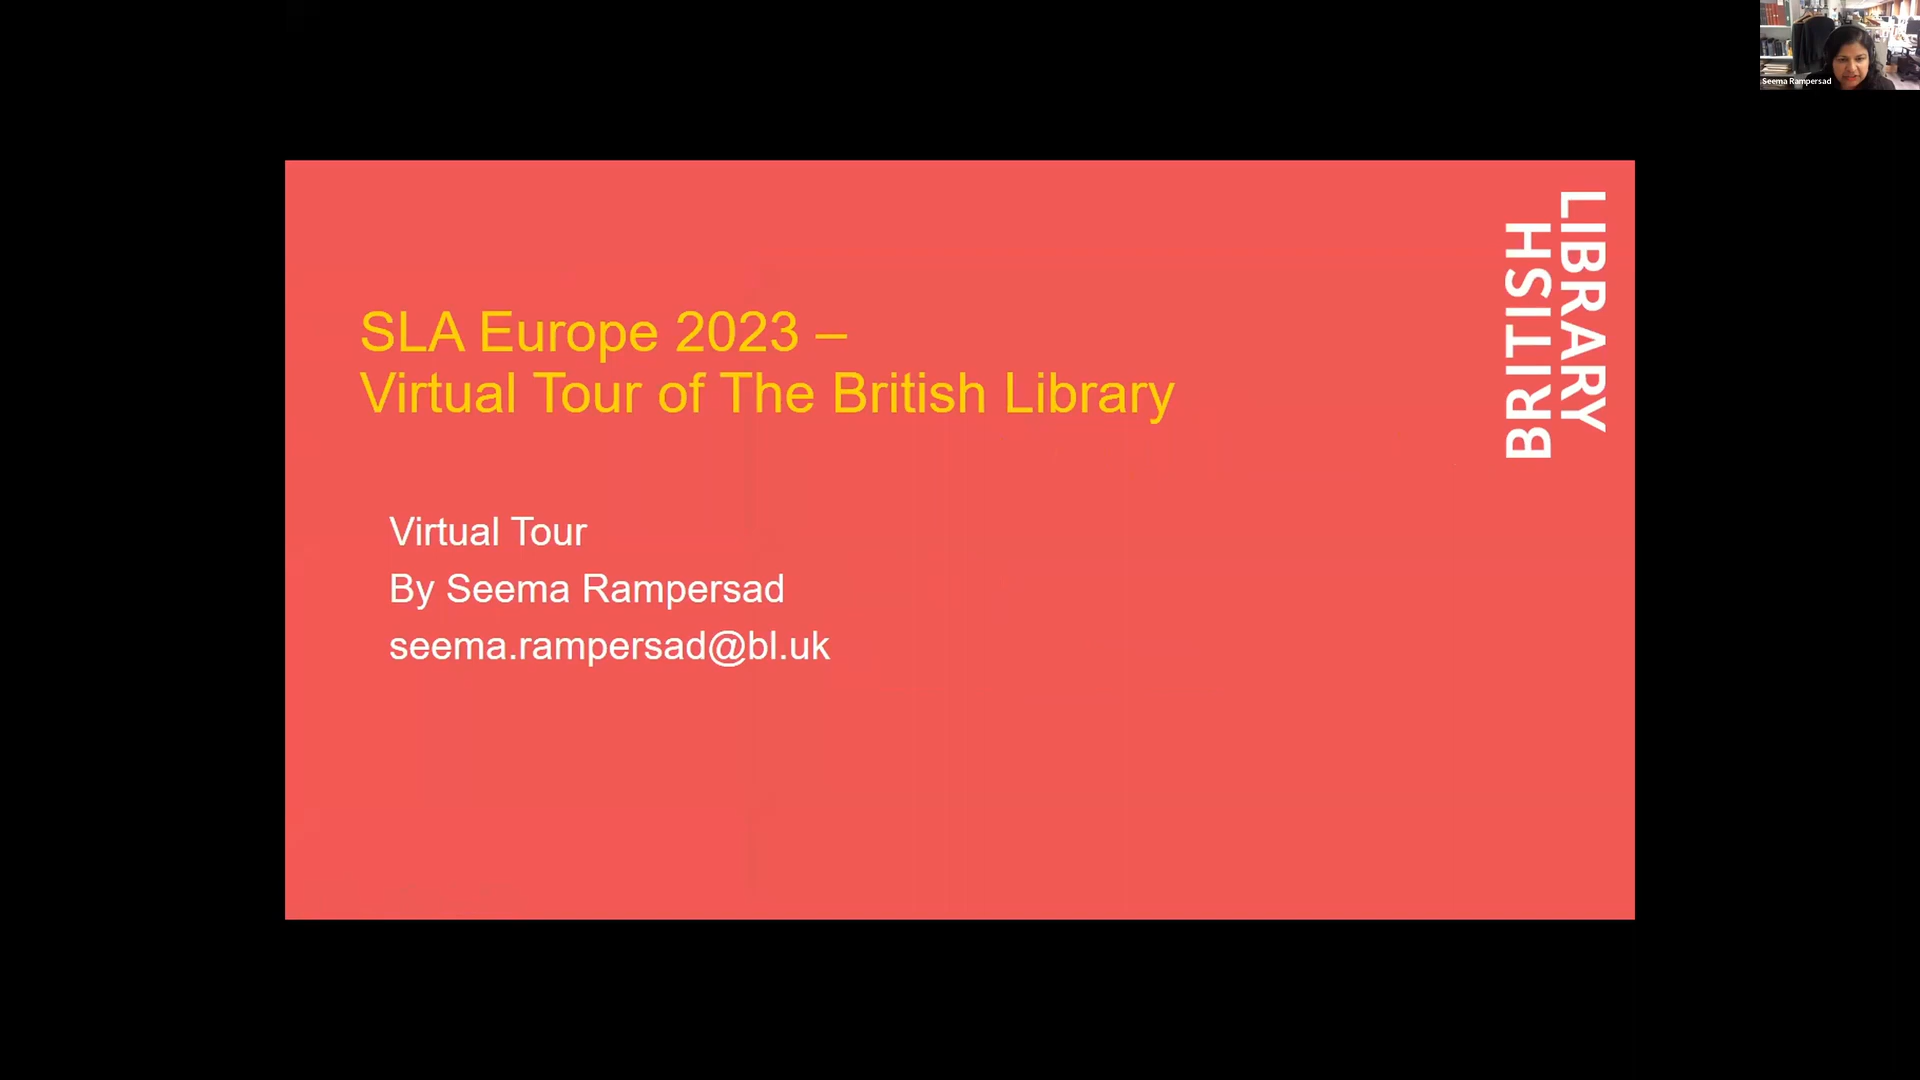 Seema Rampersad
LIBRARY
BRITISH
SLA Europe 2023 –
Virtual Tour of The British Library
Virtual Tour
By Seema Rampersad
seema.rampersad@bl.uk